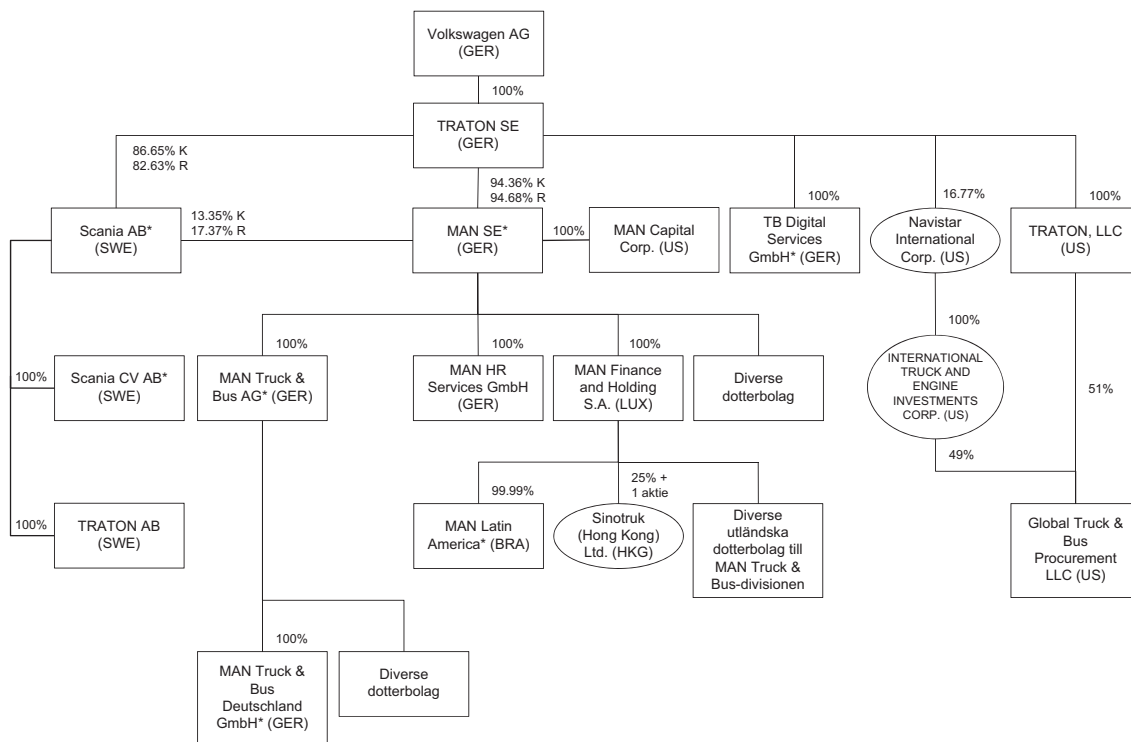 Volkswagen AG
(GER)
100%
TRATON SE
(GER)
86.65% K
82.63% R
94.36% K
94.68% R
100%
16.77%
100%
Scania AB*
(SWE)
13.35% K
17.37% R
MAN SE*
(GER)
100%
MAN Capital
Corp. (US)
TB Digital
Services
GmbH* (GER)
Navistar
International
Corp. (US)
TRATON, LLC
(US)
100%
100%
100%
100%
100%
Scania CV AB*
(SWE)
MAN Truck &
Bus AG* (GER)
MAN HR
Services GmbH
(GER)
MAN Finance
and Holding
S.A. (LUX)
Diverse
dotterbolag
INTERNATIONAL
TRUCK AND
ENGINE
INVESTMENTS
CORP. (US)
51%
49%
100%
TRATON AB
(SWE)
99.99%
25% +
1 aktie
MAN Latin
America* (BRA)
Sinotruk
(Hong Kong)
Ltd. (HKG)
Diverse
utländska
dotterbolag till
MAN Truck &
Bus-divisionen
Global Truck &
Bus
Procurement
LLC (US)
100%
MAN Truck &
Bus
Deutschland
GmbH* (GER)
Diverse
dotterbolag